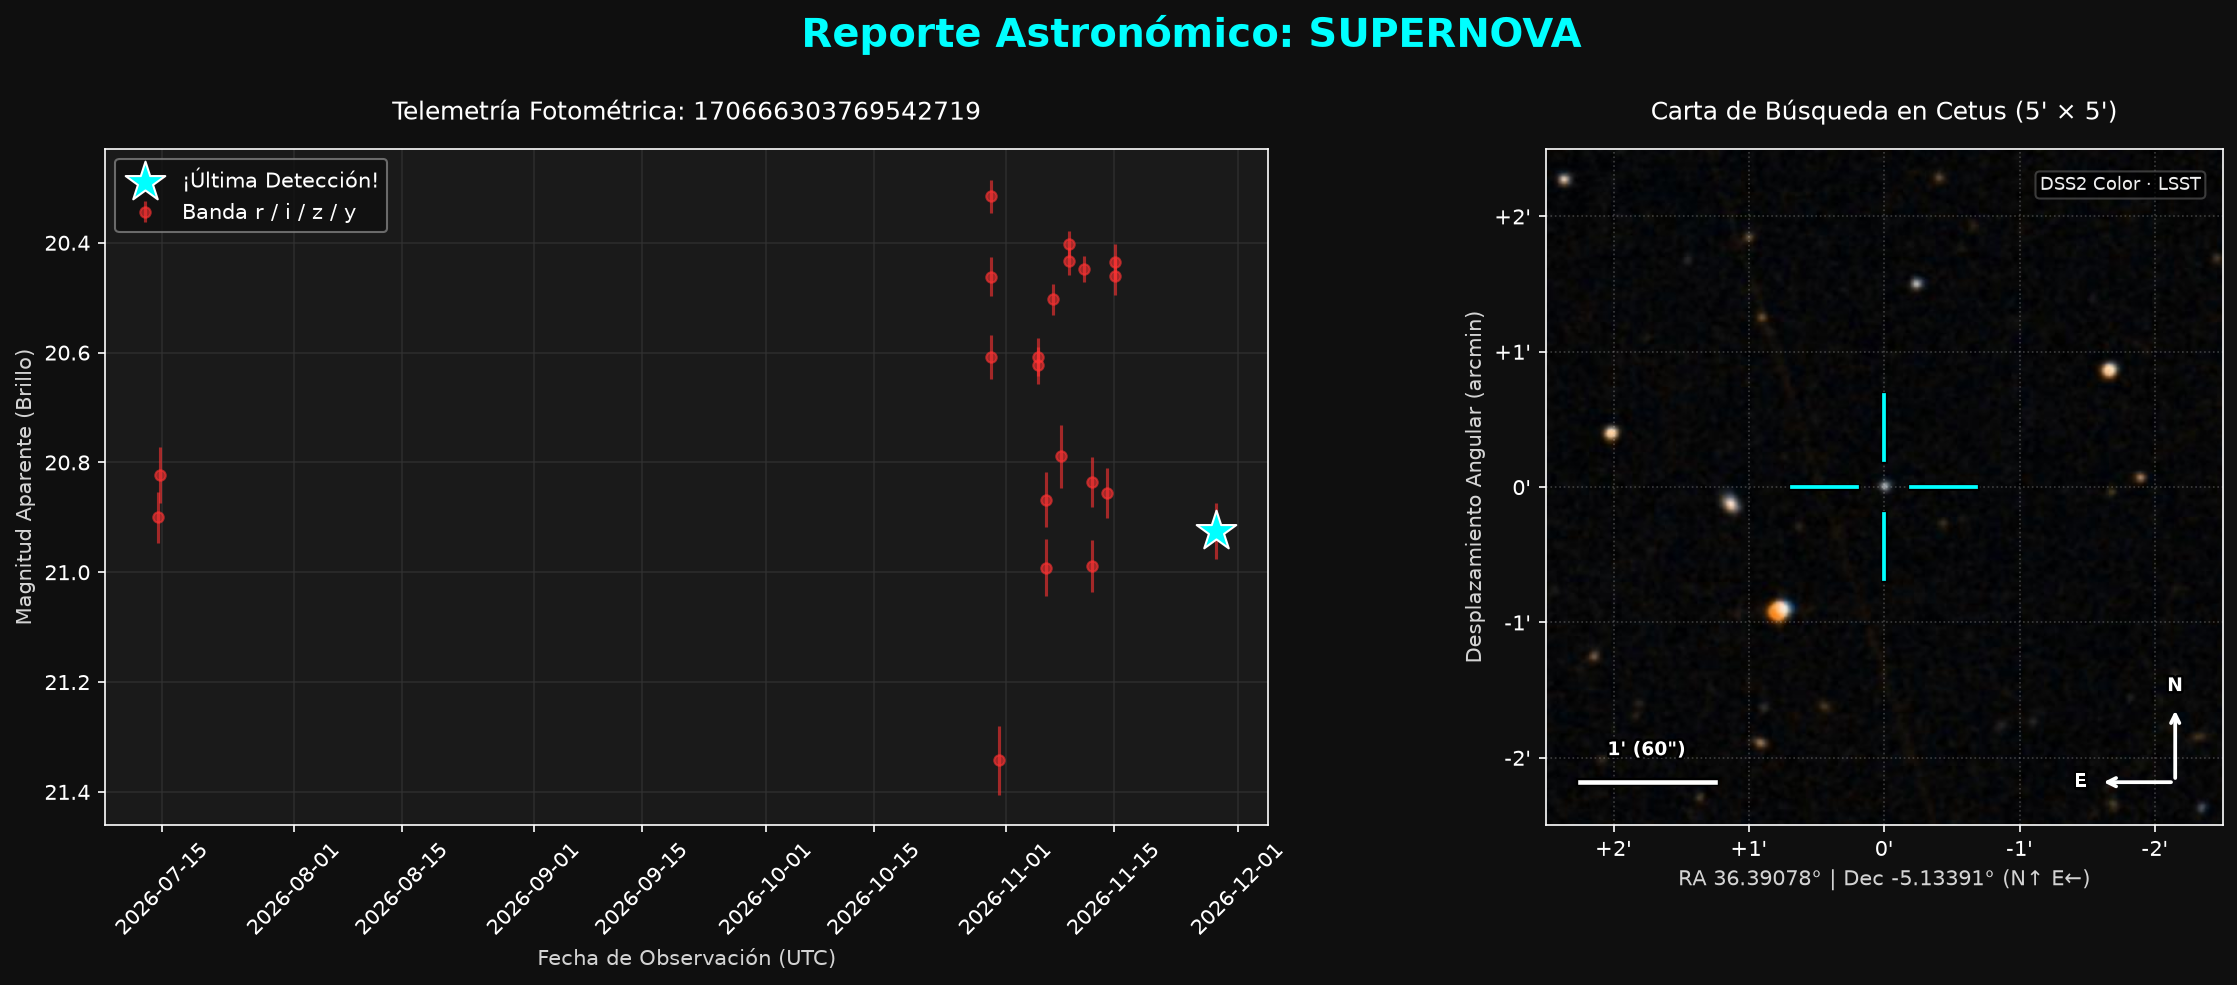 Reporte Astronómico: SUPERNOVA
Telemetría Fotométrica: 170666303769542719
¡Última Detección!
Banda r / i / z / y
Magnitud Aparente (Brillo)
20.4
20.6
20.8
21.0
21.2
21.4
2026-07-15
2026-08-01
2026-08-15
2026-09-01
2026-09-15
2026-10-01
2026-10-15
2026-11-01
2026-11-15
2026-12-01
Fecha de Observación (UTC)
Carta de Búsqueda en Cetus (5' × 5')
DSS2 Color · LSST
Desplazamiento Angular (arcmin)
+2'
+1'
0'
-1'
-2'
N
E
1' (60")
+2'
+1'
0'
-1'
-2'
RA 36.39078° | Dec -5.13391° (N↑ E←)